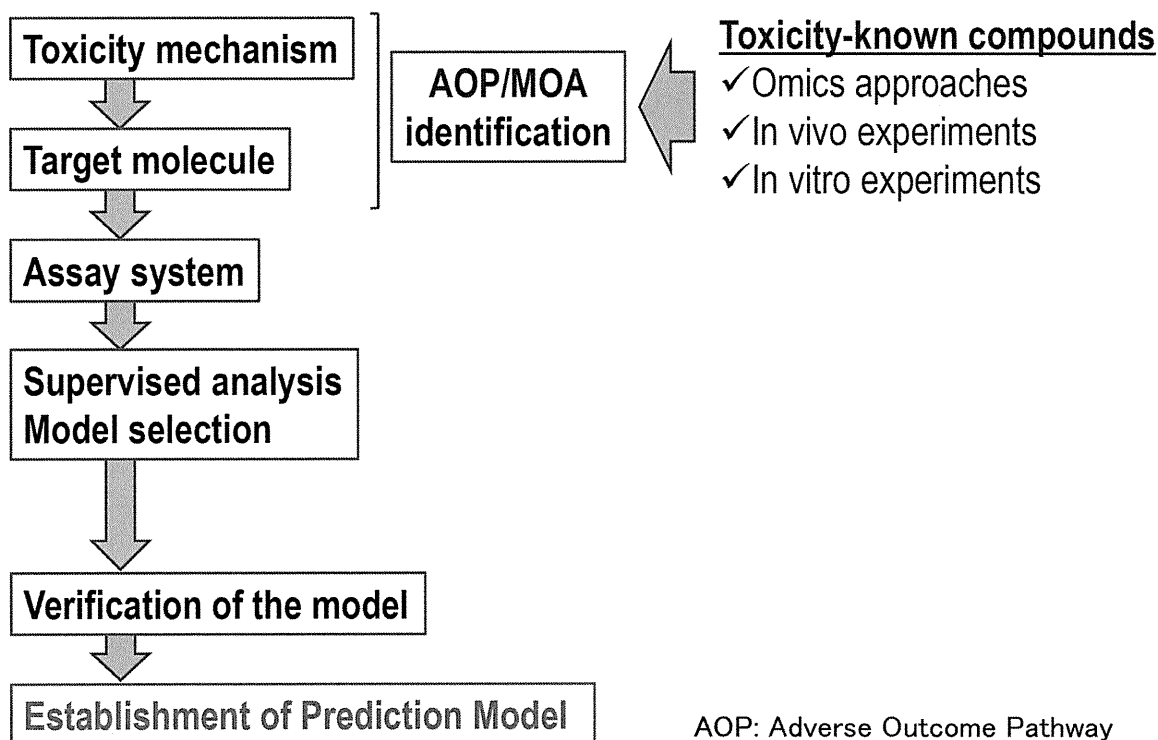 Toxicity mechanism
Target molecule
AOP/MOA
identification
Toxicity-known compounds
✓Omics approaches
✓In vivo experiments
✓In vitro experiments
Assay system
Supervised analysis
Model selection
Verification of the model
Establishment of Prediction Model
AOP: Adverse Outcome Pathway